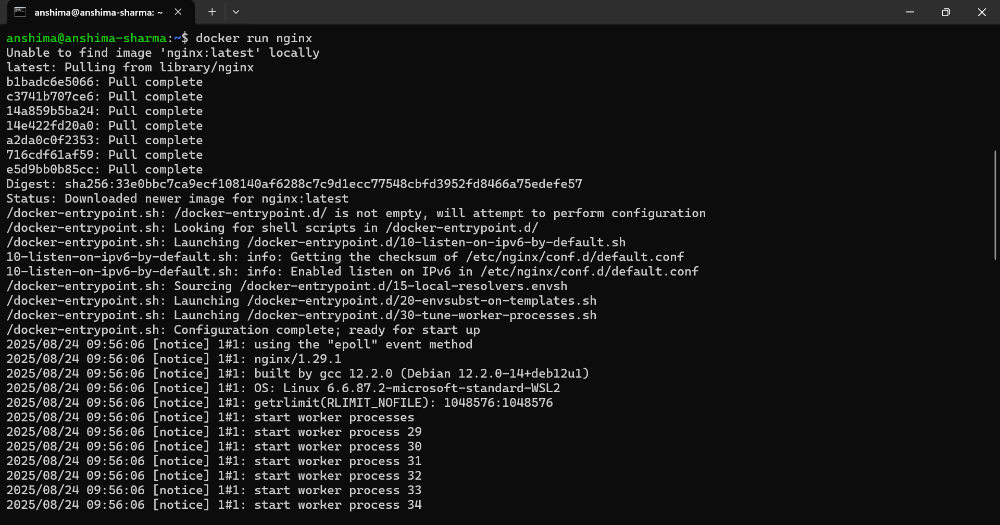 anshima@anshima-sharma: ~
anshima@anshima-sharma:~$ docker run nginx
Unable to find image 'nginx:latest' locally
latest: Pulling from library/nginx
b1badc6e5066: Pull complete
c3741b707ce6: Pull complete
14a859b5ba24: Pull complete
14e422fd20a0: Pull complete
a2da0c0f2353: Pull complete
716cdf61af59: Pull complete
e5d9bb0b85cc: Pull complete
Digest: sha256:33e0bbc7ca9ecf108140af6288c7c9d1ecc77548cbfd3952fd8466a75edefe57
Status: Downloaded newer image for nginx:latest
/docker-entrypoint.sh: /docker-entrypoint.d/ is not empty, will attempt to perform configuration
/docker-entrypoint.sh: Looking for shell scripts in /docker-entrypoint.d/
/docker-entrypoint.sh: Launching /docker-entrypoint.d/10-listen-on-ipv6-by-default.sh
10-listen-on-ipv6-by-default.sh: info: Getting the checksum of /etc/nginx/conf.d/default.conf
10-listen-on-ipv6-by-default.sh: info: Enabled listen on IPv6 in /etc/nginx/conf.d/default.conf
/docker-entrypoint.sh: Sourcing /docker-entrypoint.d/15-local-resolvers.envsh
/docker-entrypoint.sh: Launching /docker-entrypoint.d/20-envsubst-on-templates.sh
/docker-entrypoint.sh: Launching /docker-entrypoint.d/30-tune-worker-processes.sh
/docker-entrypoint.sh: Configuration complete; ready for start up
2025/08/24 09:56:06 [notice] 1#1: using the "epoll" event method
2025/08/24 09:56:06 [notice] 1#1: nginx/1.29.1
2025/08/24 09:56:06 [notice] 1#1: built by gcc 12.2.0 (Debian 12.2.0-14+deb12u1)
2025/08/24 09:56:06 [notice] 1#1: OS: Linux 6.6.87.2-microsoft-standard-WSL2
2025/08/24 09:56:06 [notice] 1#1: getrlimit(RLIMIT_NOFILE): 1048576:1048576
2025/08/24 09:56:06 [notice] 1#1: start worker processes
2025/08/24 09:56:06 [notice] 1#1: start worker process 29
2025/08/24 09:56:06 [notice] 1#1: start worker process 30
2025/08/24 09:56:06 [notice] 1#1: start worker process 31
2025/08/24 09:56:06 [notice] 1#1: start worker process 32
2025/08/24 09:56:06 [notice] 1#1: start worker process 33
2025/08/24 09:56:06 [notice] 1#1: start worker process 34